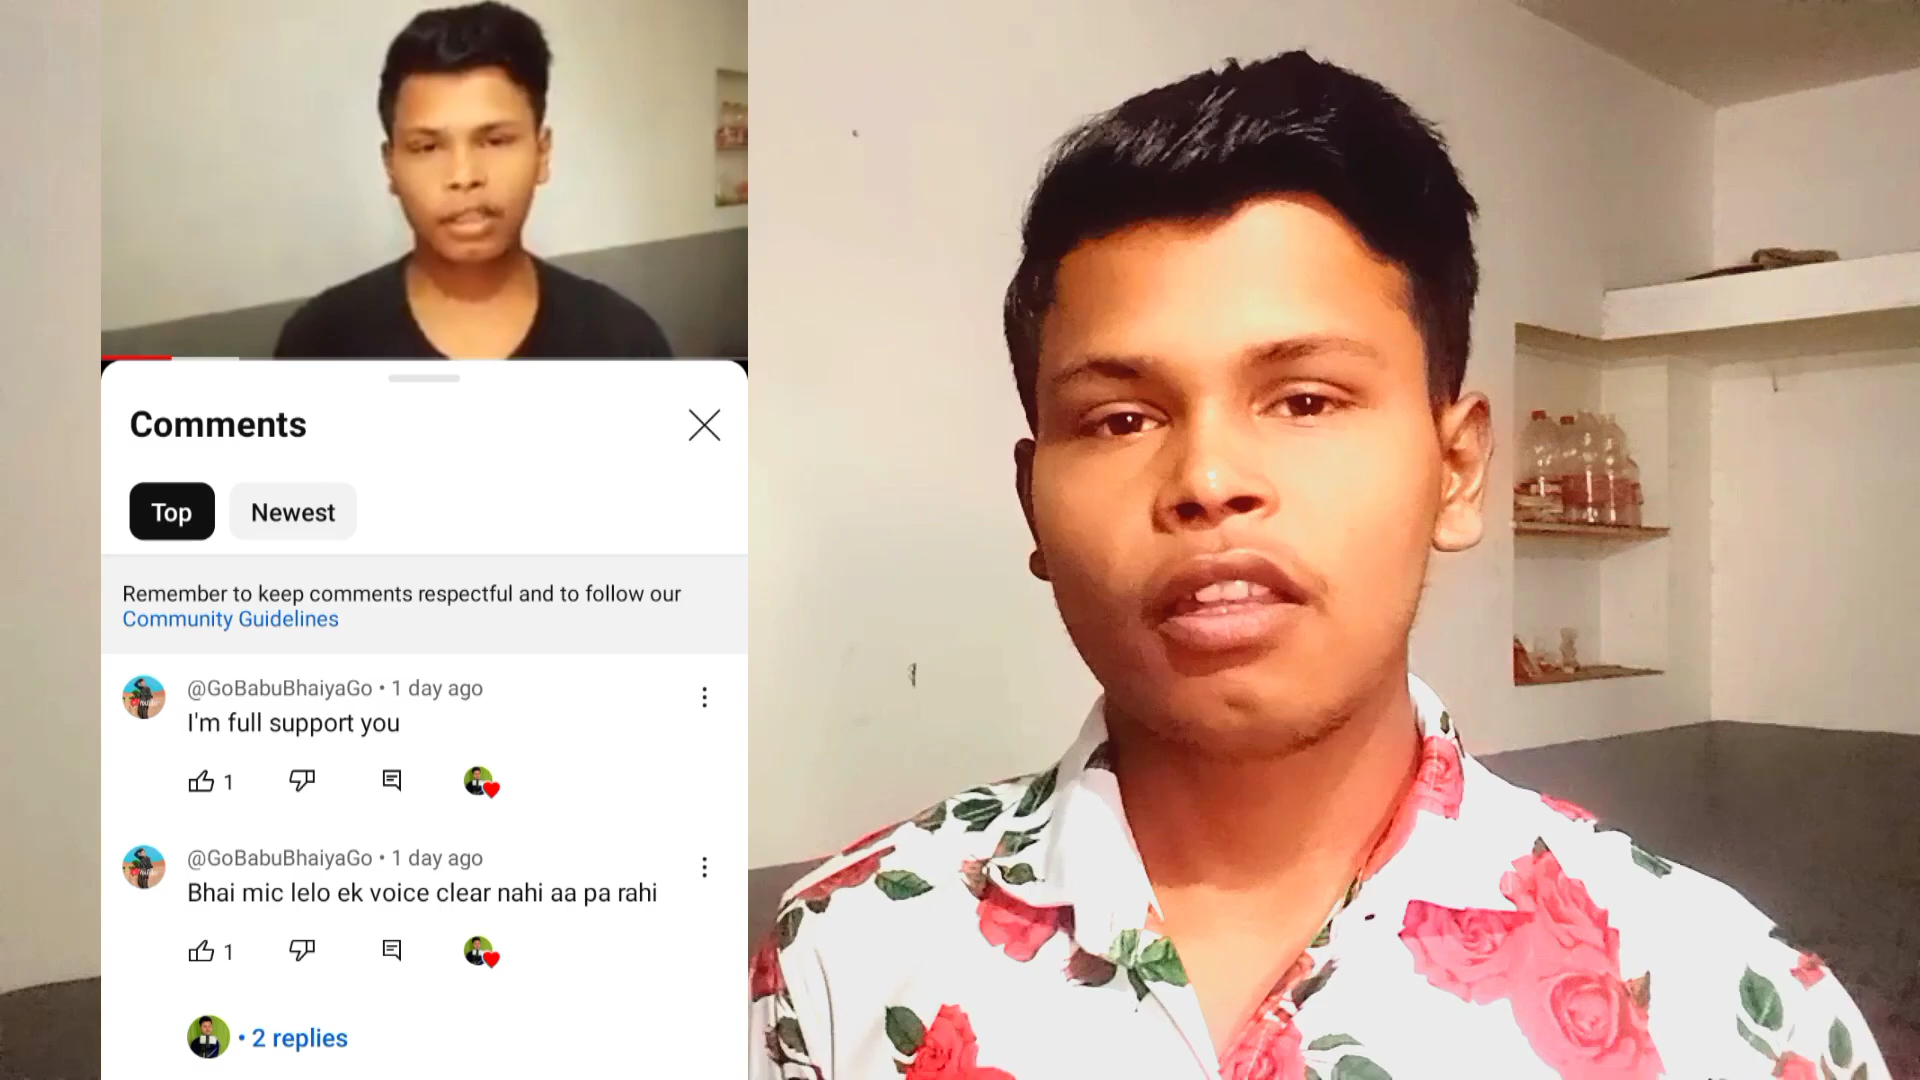 Comments
Top
Newest
Remember to keep comments respectful and to follow our
Community Guidelines
@GoBabuBhaiyaGo • 1 day ago
I'm full support you
1
@GoBabuBhaiyaGo • 1 day ago
Bhai mic lelo ek voice clear nahi aa pa rahi
1
• 2 replies